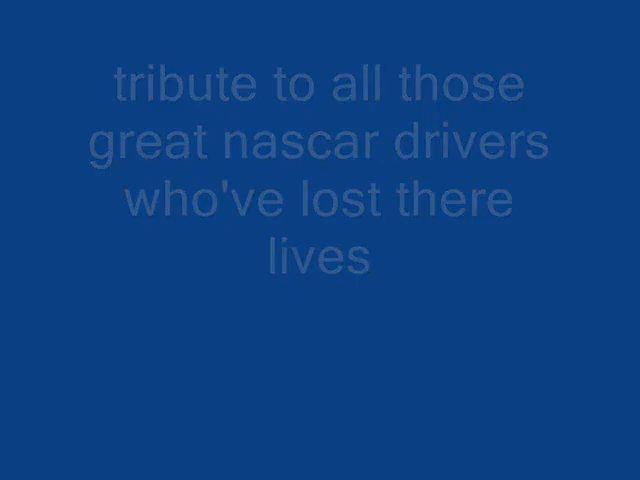 tribute to all those
great nascar drivers
who've lost there
lives